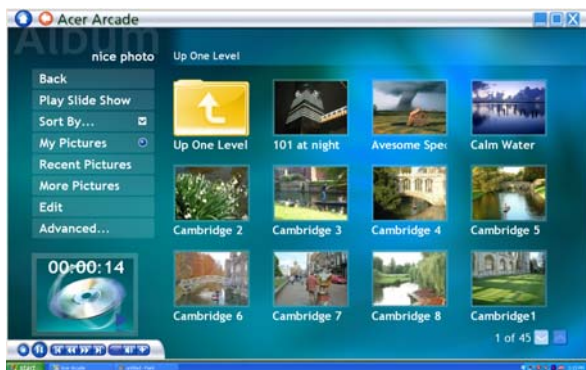 Acer Arcade
Album
nice photo
Up One Level
Back
Play Slide Show
Sort By...
My Pictures
Recent Pictures
More Pictures
Edit
Advanced...
00:00:14
Up One Level
101 at night
Avesome Spec
Calm Water
Cambridge 2
Cambridge 3
Cambridge 4
Cambridge 5
Cambridge 6
Cambridge 7
Cambridge 8
Cambridge1
1 of 45
start